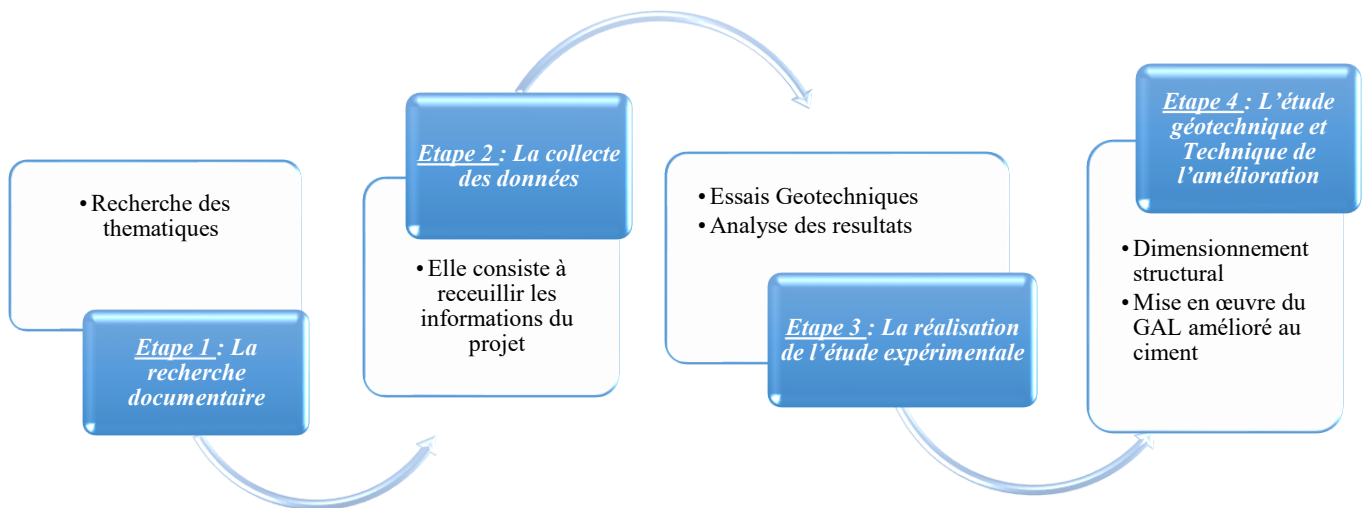 • Recherche des
thematiques
Etape 1 : La
recherche
documentaire
Etape 2 : La collecte
des données
• Elle consiste à
receuillir les
informations du
projet
• Essais Geotechniques
• Analyse des resultats
Etape 3 : La réalisation
de l’étude expérimentale
Etape 4 : L’étude
géotechnique et
Technique de
l’amélioration
• Dimensionnement
structural
• Mise en œuvre du
GAL amélioré au
ciment